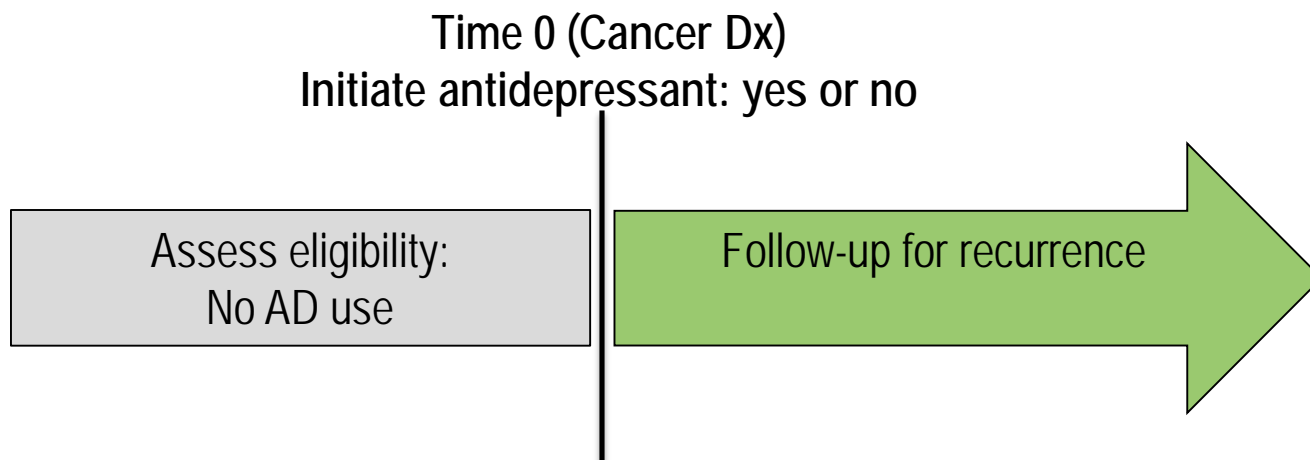 Time 0 (Cancer Dx)
Initiate antidepressant: yes or no
Assess eligibility:
No AD use
Follow-up for recurrence